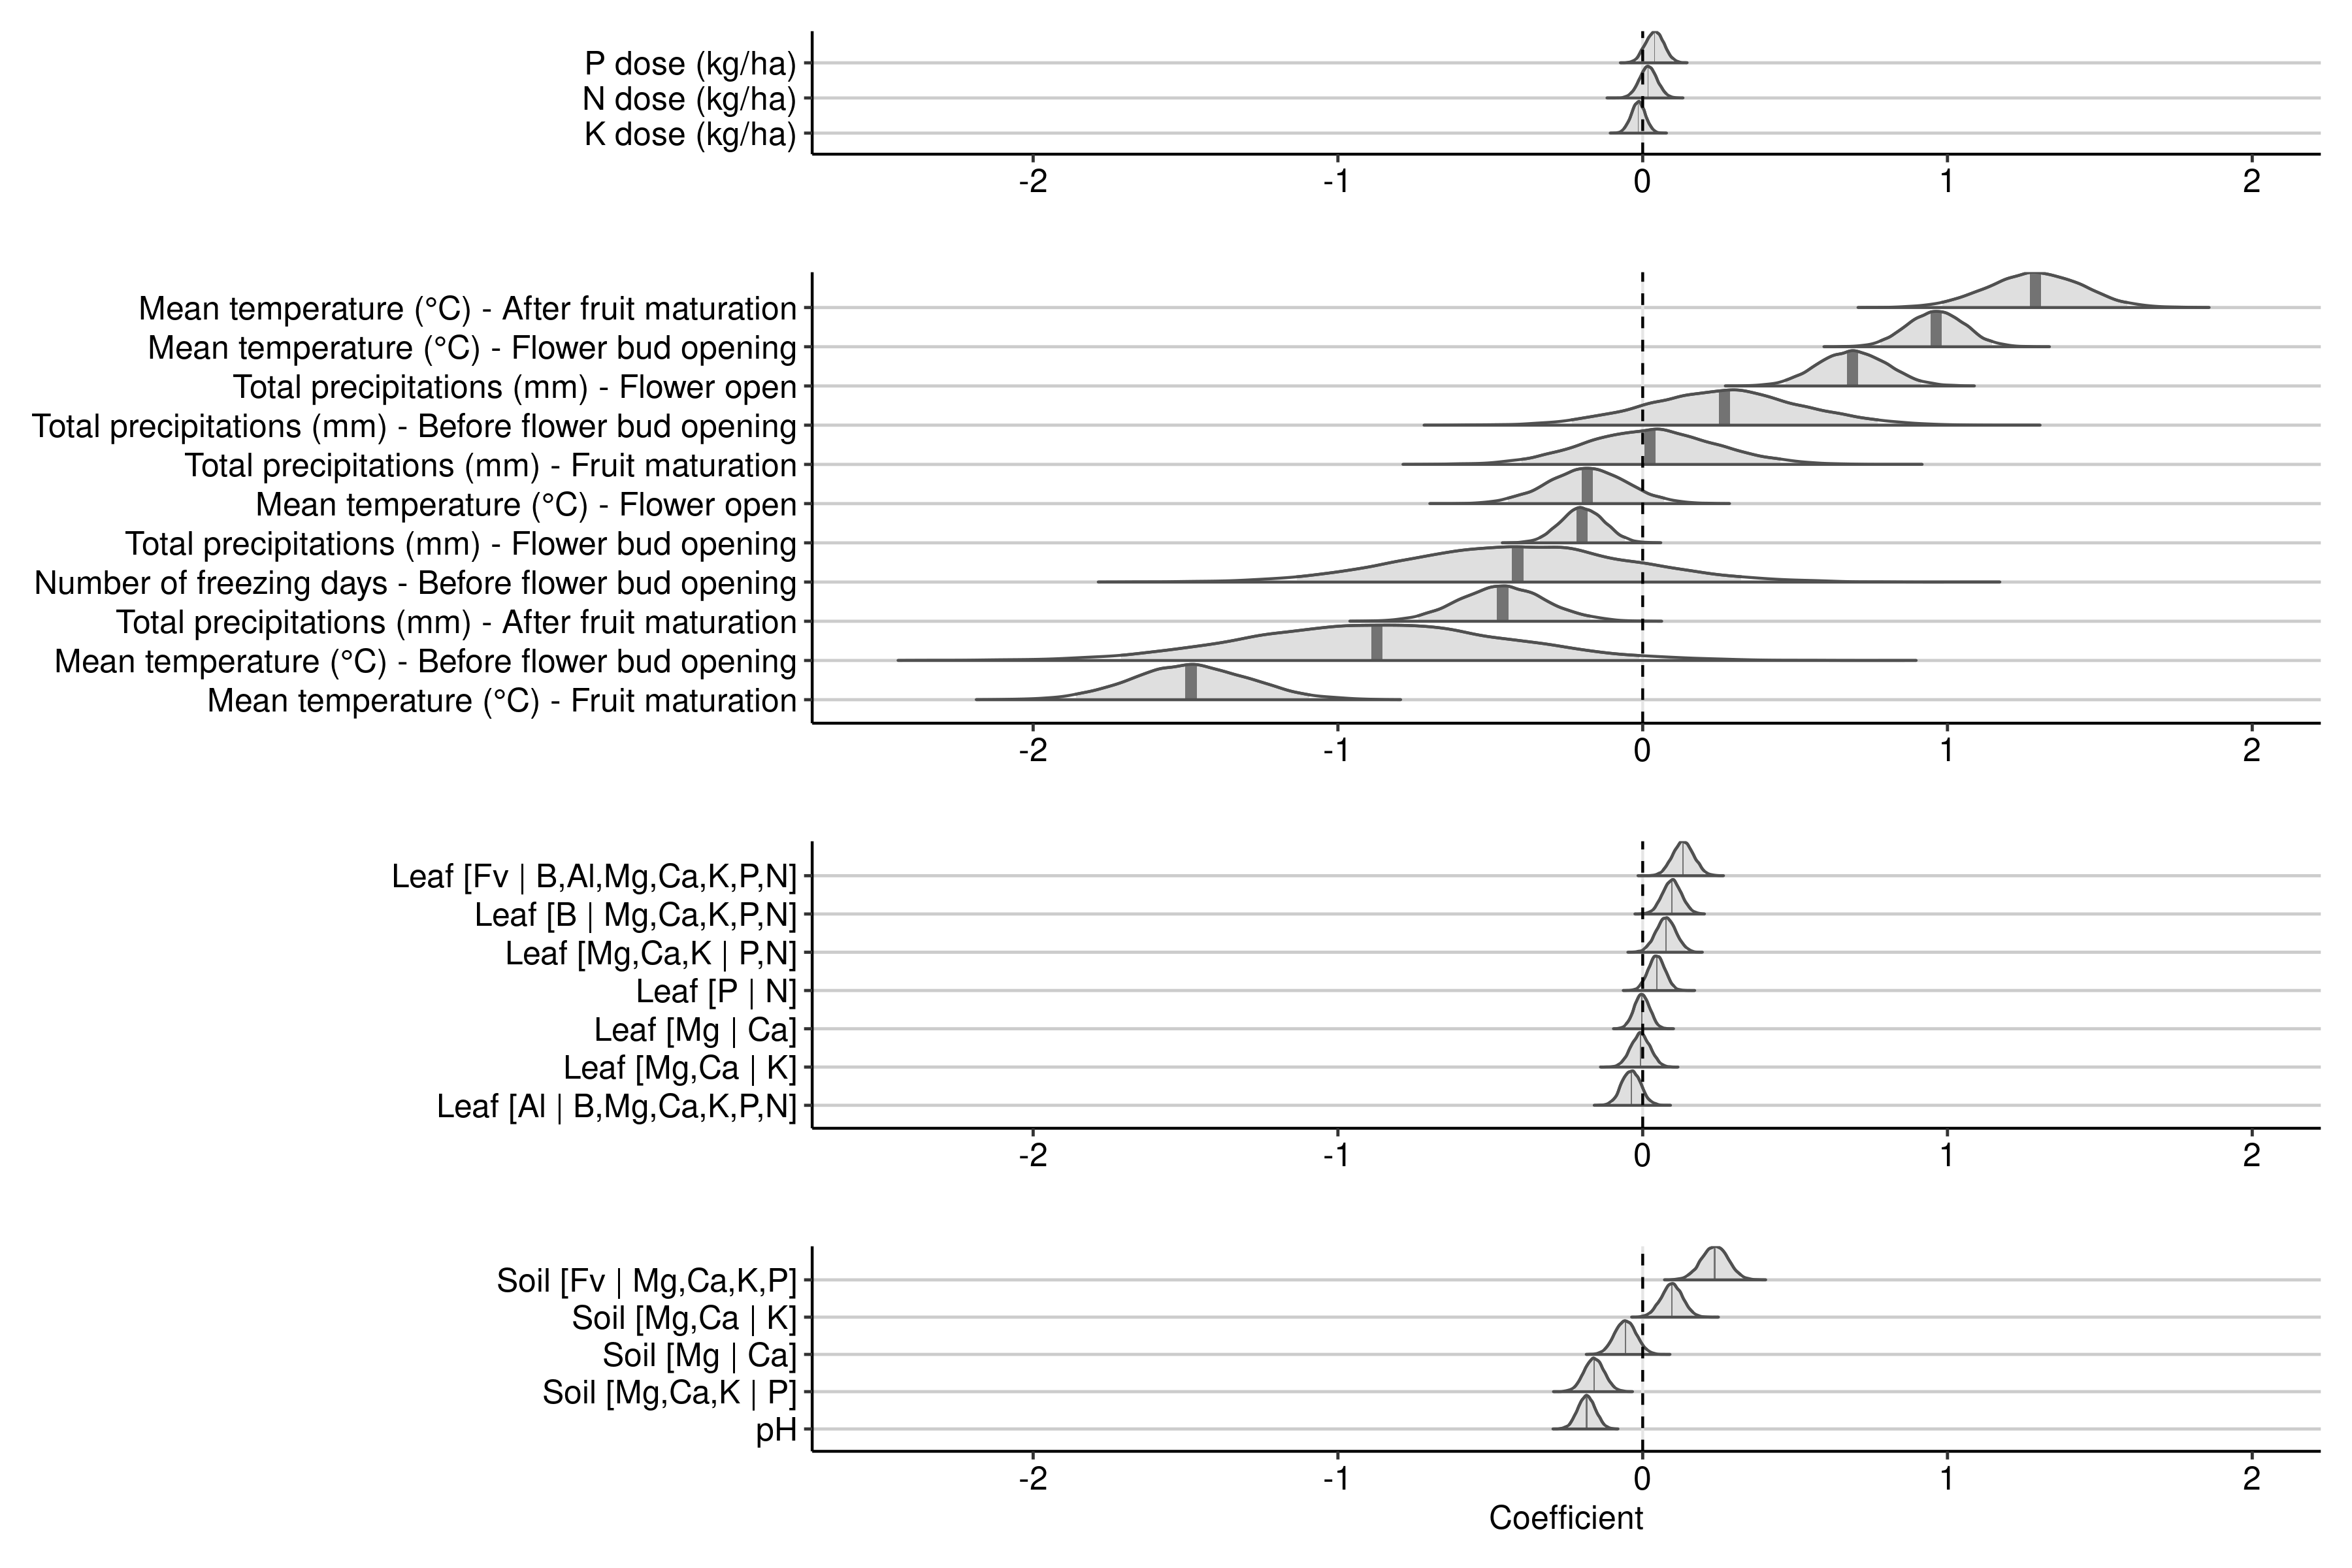 P dose (kg/ha)
N dose (kg/ha)
K dose (kg/ha)
-2 -1 0 1 2
Mean temperature (°C) - After fruit maturation
Mean temperature (°C) - Flower bud opening
Total precipitations (mm) - Flower open
Total precipitations (mm) - Before flower bud opening
Total precipitations (mm) - Fruit maturation
Mean temperature (°C) - Flower open
Total precipitations (mm) - Flower bud opening
Number of freezing days - Before flower bud opening
Total precipitations (mm) - After fruit maturation
Mean temperature (°C) - Before flower bud opening
Mean temperature (°C) - Fruit maturation
-2 -1 0 1 2
Leaf [Fv | B,Al,Mg,Ca,K,P,N]
Leaf [B | Mg,Ca,K,P,N]
Leaf [Mg,Ca,K | P,N]
Leaf [P | N]
Leaf [Mg | Ca]
Leaf [Mg,Ca | K]
Leaf [Al | B,Mg,Ca,K,P,N]
-2 -1 0 1 2
Soil [Fv | Mg,Ca,K,P]
Soil [Mg,Ca | K]
Soil [Mg | Ca]
Soil [Mg,Ca,K | P]
pH
-2 -1 0 1 2
Coefficient